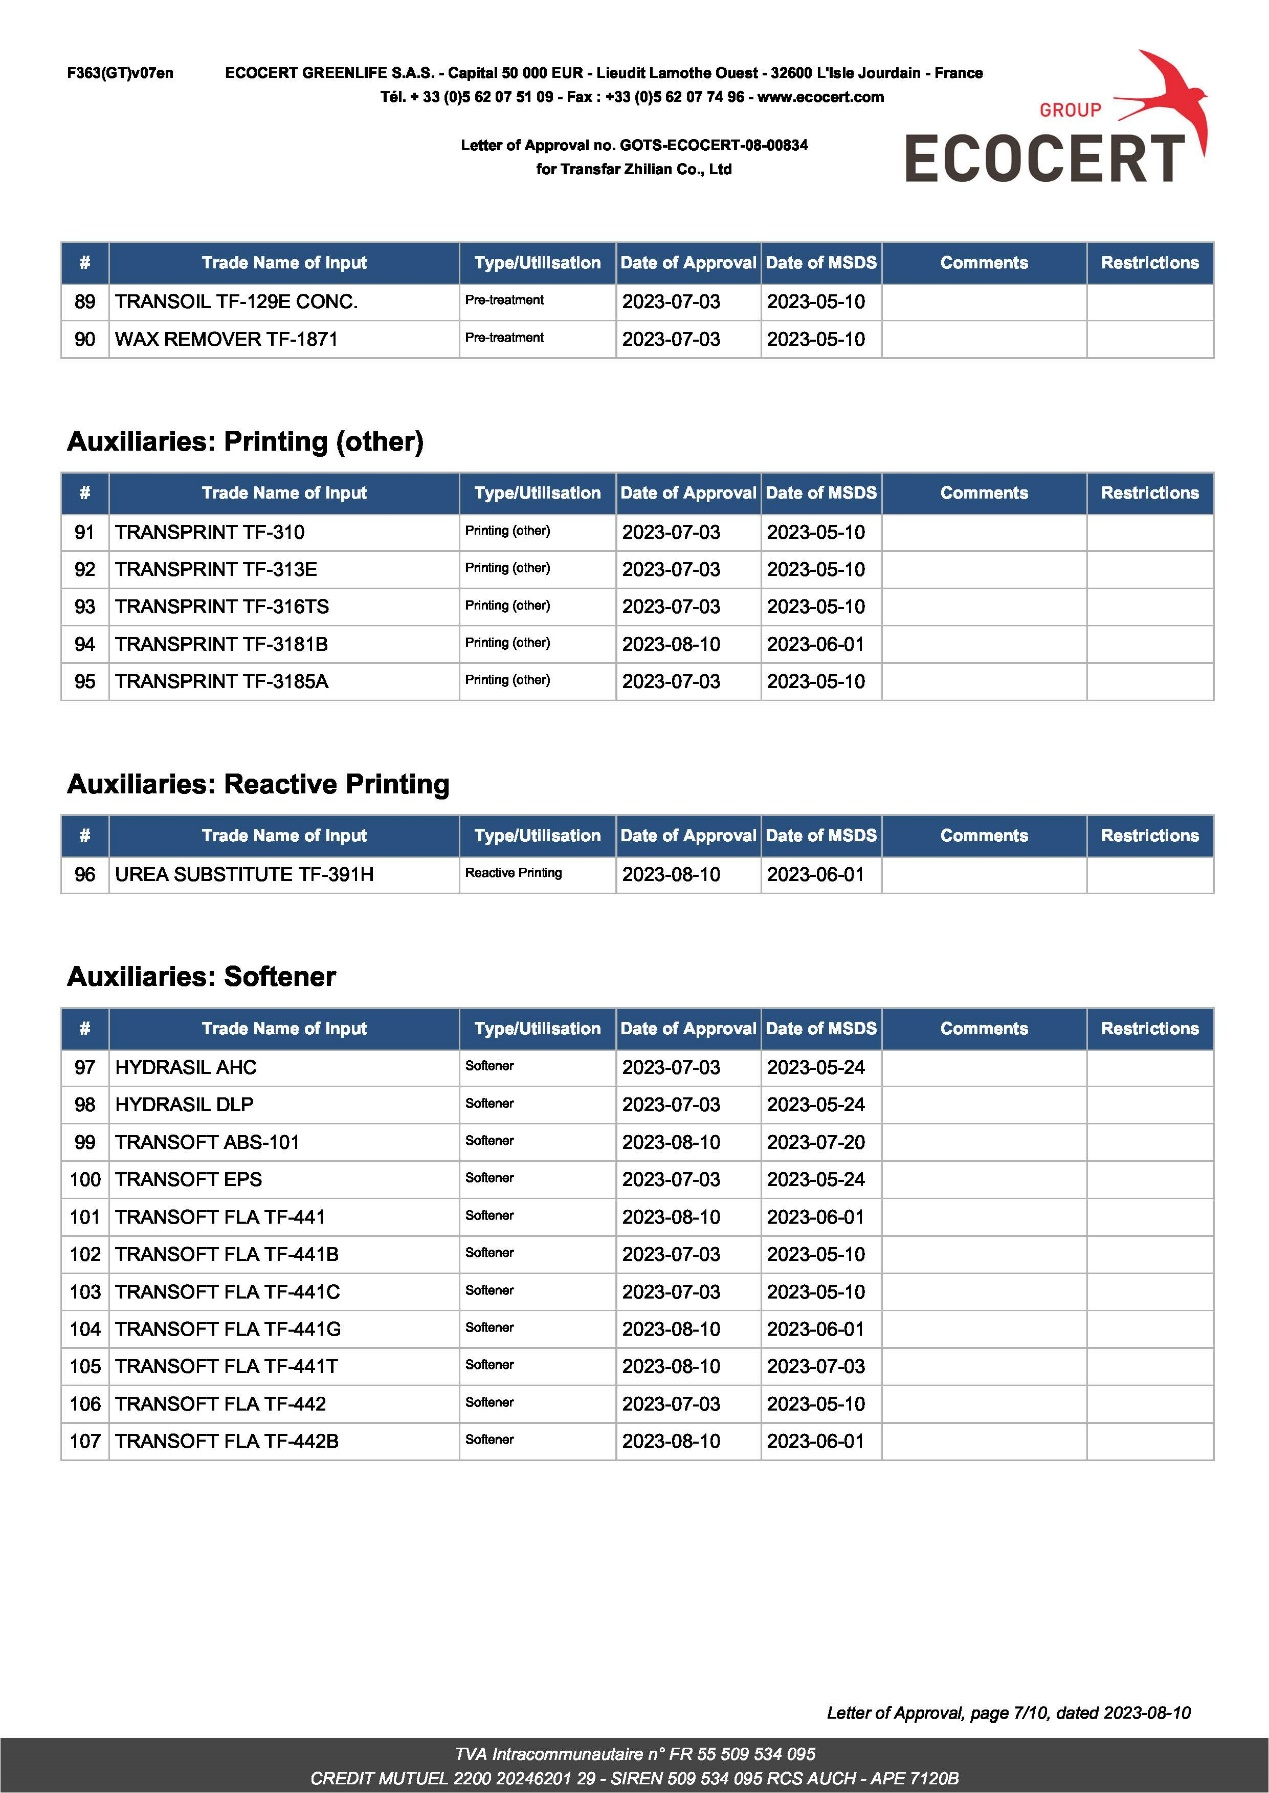 F363(GT)v07en
ECOCERT GREENLIFE S.A.S. - Capital 50 000 EUR - Lieudit Lamothe Ouest - 32600 L'Isle Jourdain - France
Tél. + 33 (0)5 62 07 51 09 - Fax : +33 (0)5 62 07 74 96 - www.ecocert.com
GROUP
ECOCERT
Letter of Approval no. GOTS-ECOCERT-08-00834
for Transfar Zhilian Co., Ltd
# Trade Name of Input Type/Utilisation Date of Approval Date of MSDS Comments Restrictions
89 TRANSOIL TF-129E CONC. Pre-treatment 2023-07-03 2023-05-10
90 WAX REMOVER TF-1871 Pre-treatment 2023-07-03 2023-05-10
Auxiliaries: Printing (other)
# Trade Name of Input Type/Utilisation Date of Approval Date of MSDS Comments Restrictions
91 TRANSPRINT TF-310 Printing (other) 2023-07-03 2023-05-10
92 TRANSPRINT TF-313E Printing (other) 2023-07-03 2023-05-10
93 TRANSPRINT TF-316TS Printing (other) 2023-07-03 2023-05-10
94 TRANSPRINT TF-3181B Printing (other) 2023-08-10 2023-06-01
95 TRANSPRINT TF-3185A Printing (other) 2023-07-03 2023-05-10
Auxiliaries: Reactive Printing
# Trade Name of Input Type/Utilisation Date of Approval Date of MSDS Comments Restrictions
96 UREA SUBSTITUTE TF-391H Reactive Printing 2023-08-10 2023-06-01
Auxiliaries: Softener
# Trade Name of Input Type/Utilisation Date of Approval Date of MSDS Comments Restrictions
97 HYDRASIL AHC Softener 2023-07-03 2023-05-24
98 HYDRASIL DLP Softener 2023-07-03 2023-05-24
99 TRANSOFT ABS-101 Softener 2023-08-10 2023-07-20
100 TRANSOFT EPS Softener 2023-07-03 2023-05-24
101 TRANSOFT FLA TF-441 Softener 2023-08-10 2023-06-01
102 TRANSOFT FLA TF-441B Softener 2023-07-03 2023-05-10
103 TRANSOFT FLA TF-441C Softener 2023-07-03 2023-05-10
104 TRANSOFT FLA TF-441G Softener 2023-08-10 2023-06-01
105 TRANSOFT FLA TF-441T Softener 2023-08-10 2023-07-03
106 TRANSOFT FLA TF-442 Softener 2023-07-03 2023-05-10
107 TRANSOFT FLA TF-442B Softener 2023-08-10 2023-06-01
Letter of Approval, page 7/10, dated 2023-08-10
TVA Intracommunautaire n° FR 55 509 534 095
CREDIT MUTUEL 2200 20246201 29 - SIREN 509 534 095 RCS AUCH - APE 7120B